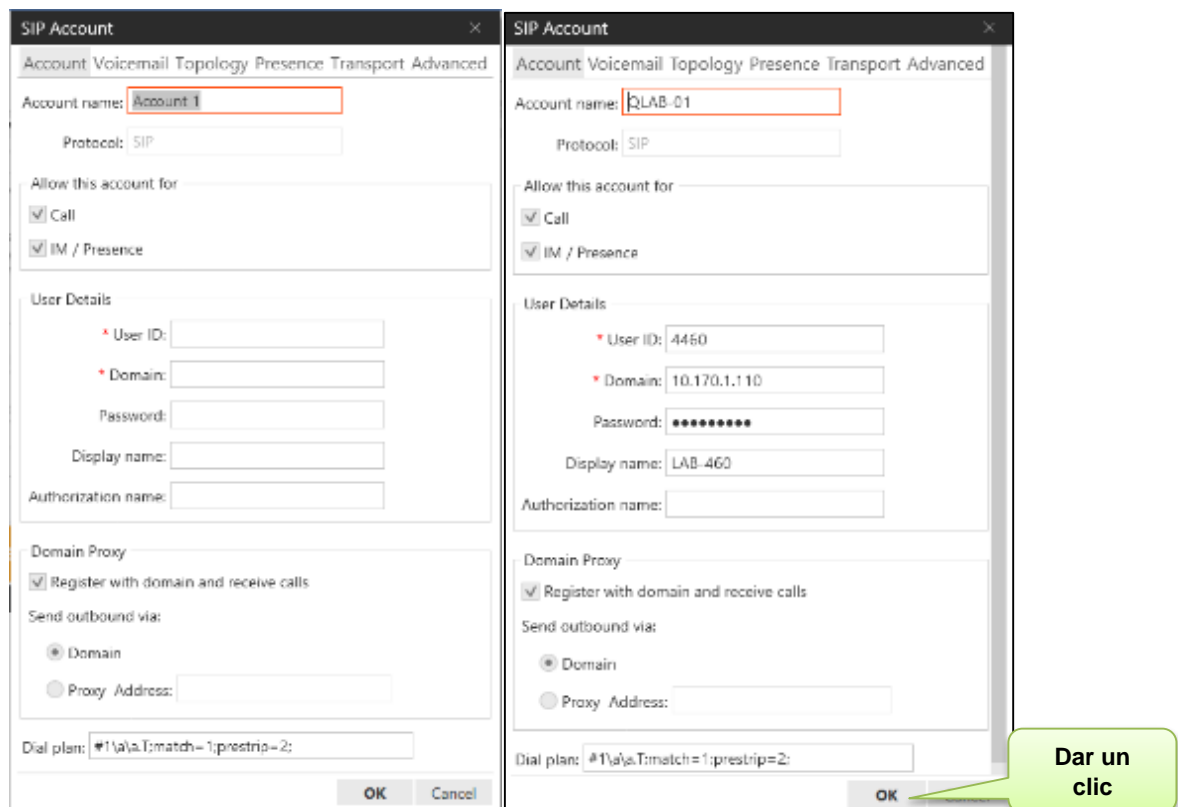 SIP Account
Account Voicemail Topology Presence Transport Advanced
Account name: Account 1
Protocol: SIP
Allow this account for
Call
IM / Presence
User Details
* User ID:
* Domain:
Password:
Display name:
Authorization name:
Domain Proxy
Register with domain and receive calls
Send outbound via:
Domain
Proxy Address:
Dial plan: #1\a\a.T;match=1;prestrip=2;
OK Cancel
SIP Account
Account Voicemail Topology Presence Transport Advanced
Account name: QLAB-01
Protocol: SIP
Allow this account for
Call
IM / Presence
User Details
* User ID: 4460
* Domain: 10.170.1.110
Password: ●●●●●●●●●
Display name: LAB-460
Authorization name:
Domain Proxy
Register with domain and receive calls
Send outbound via:
Domain
Proxy Address:
Dial plan: #1\a\a.T;match=1;prestrip=2;
OK
Dar un
clic